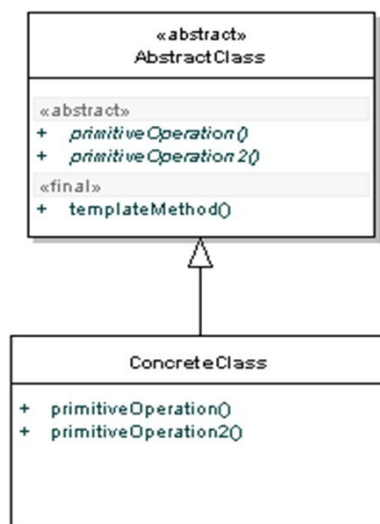 «abstract»
AbstractClass
«abstract»
+ primitiveOperation()
+ primitiveOperation2()
«final»
+ templateMethod()
ConcreteClass
+ primitiveOperation()
+ primitiveOperation2()